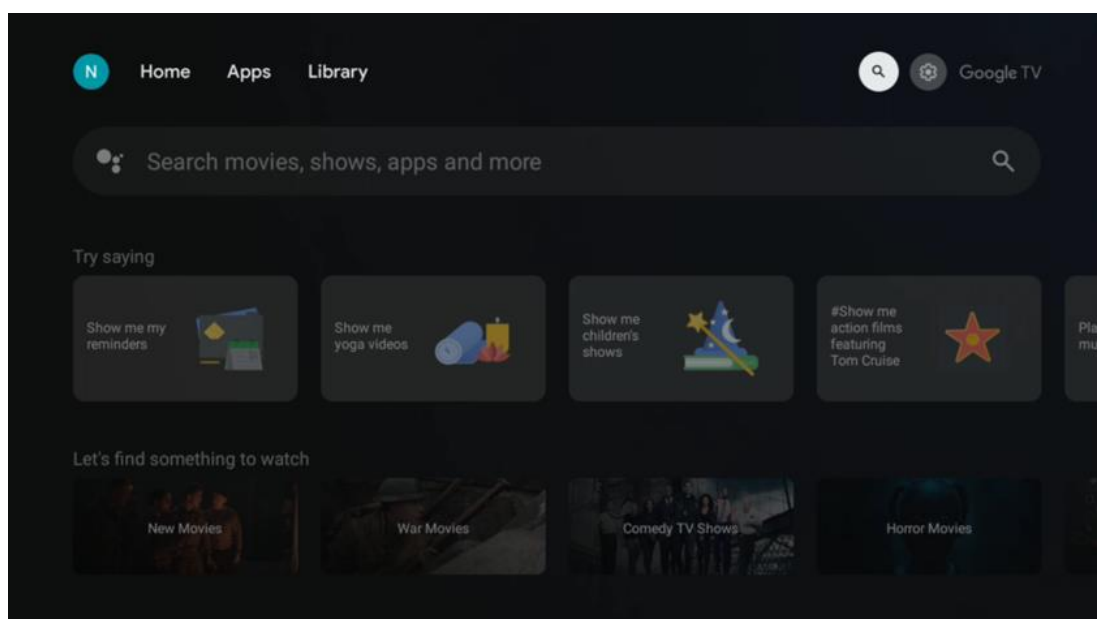 N
Home
Apps
Library
Google TV
Search movies, shows, apps and more
Try saying
Show me my
reminders
Show me
yoga videos
Show me
children's
shows
#Show me
action films
featuring
Tom Cruise
Pla
mu
Let's find something to watch
New Movies
War Movies
Comedy TV Shows
Horror Movies